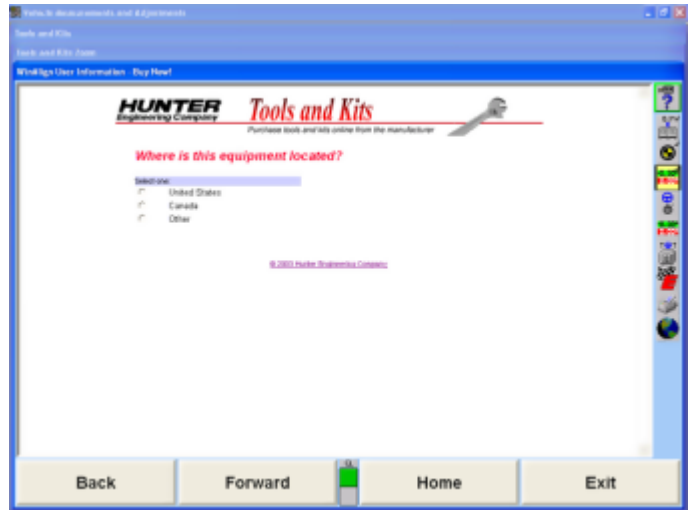 Vehicle Measurements and Adjustments
Tools and Kits
Tools and Kits Zone
WinAlign User Information - Buy Now!
HUNTER
Engineering Company
Tools and Kits
Purchase tools and kits online from the manufacturer
Where is this equipment located?
Select one:
United States
Canada
Other
© 2003 Hunter Engineering Company
Back
Forward
Home
Exit